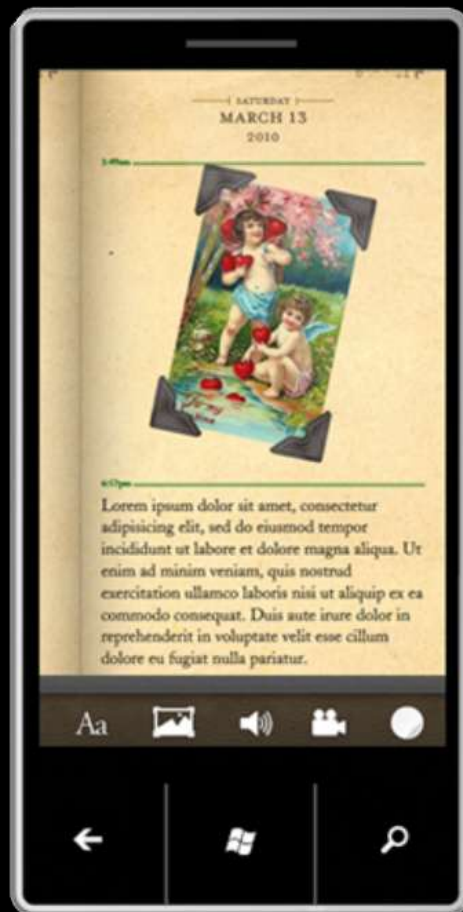 SATURDAY
MARCH 13
2010
6:17pm
Lorem ipsum dolor sit amet, consectetur
adipisicing elit, sed do eiusmod tempor
incididunt ut labore et dolore magna aliqua. Ut
enim ad minim veniam, quis nostrud
exercitation ullamco laboris nisi ut aliquip ex ea
commodo consequat. Duis aute irure dolor in
reprehenderit in voluptate velit esse cillum
dolore eu fugiat nulla pariatur.
Aa